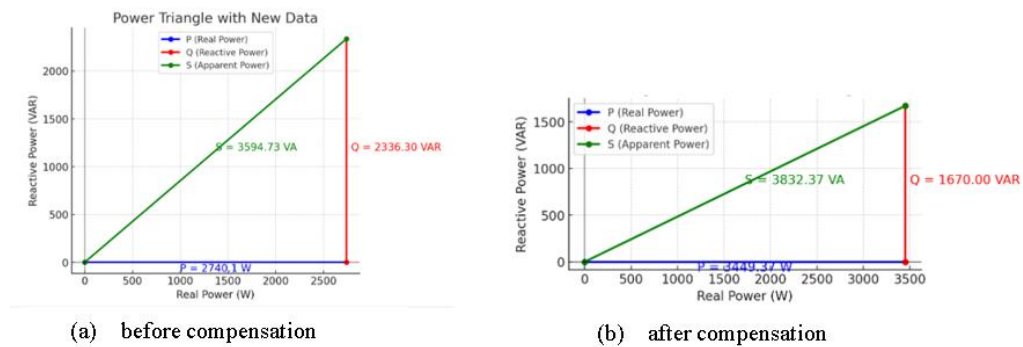 Power Triangle with New Data
P (Real Power)
Q (Reactive Power)
S (Apparent Power)
Reactive Power (VAR)
2000
1500
1000
500
0
S = 3594.73 VA
Q = 2336.30 VAR
P = 2740.1 W
0 500 1000 1500 2000 2500
Real Power (W)
(a) before compensation
P (Real Power)
Q (Reactive Power)
S (Apparent Power)
Reactive Power (VAR)
1500
1000
500
0
S = 3832.37 VA
Q = 1670.00 VAR
P = 3449.37 W
0 500 1000 1500 2000 2500 3000 3500
Real Power (W)
(b) after compensation